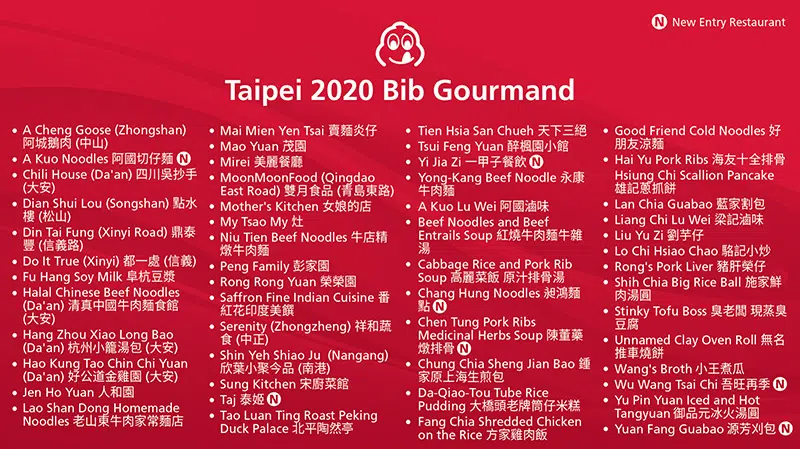 N New Entry Restaurant
Taipei 2020 Bib Gourmand
• A Cheng Goose (Zhongshan)
阿城鵝肉 (中山)
• A Kuo Noodles 阿國切仔麵 N
• Chili House (Da'an) 四川吳抄手
(大安)
• Dian Shui Lou (Songshan) 點水
樓 (松山)
• Din Tai Fung (Xinyi Road) 鼎泰
豐 (信義路)
• Do It True (Xinyi) 都一處 (信義)
• Fu Hang Soy Milk 阜杭豆漿
• Halal Chinese Beef Noodles
(Da'an) 清真中國牛肉麵食館
(大安)
• Hang Zhou Xiao Long Bao
(Da'an) 杭州小籠湯包 (大安)
• Hao Kung Tao Chin Chi Yuan
(Da'an) 好公道金雞園 (大安)
• Jen Ho Yuan 人和園
• Lao Shan Dong Homemade
Noodles 老山東牛肉家常麵店
• Mai Mien Yen Tsai 賣麵炎仔
• Mao Yuan 茂園
• Mirei 美麗餐廳
• MoonMoonFood (Qingdao
East Road) 雙月食品 (青島東路)
• Mother's Kitchen 女娘的店
• My Tsao My 灶
• Niu Tien Beef Noodles 牛店精
燉牛肉麵
• Peng Family 彭家園
• Rong Rong Yuan 榮榮園
• Saffron Fine Indian Cuisine 番
紅花印度美饌
• Serenity (Zhongzheng) 祥和蔬
食 (中正)
• Shin Yeh Shiao Ju (Nangang)
欣葉小聚今品 (南港)
• Sung Kitchen 宋廚菜館
• Taj 泰姬 N
• Tao Luan Ting Roast Peking
Duck Palace 北平陶然亭
• Tien Hsia San Chueh 天下三絕
• Tsui Feng Yuan 醉楓園小館
• Yi Jia Zi 一甲子餐飲 N
• Yong-Kang Beef Noodle 永康
牛肉麵
• A Kuo Lu Wei 阿國滷味
• Beef Noodles and Beef
Entrails Soup 紅燒牛肉麵牛雜
湯
• Cabbage Rice and Pork Rib
Soup 高麗菜飯 原汁排骨湯
• Chang Hung Noodles 昶鴻麵
點 N
• Chen Tung Pork Ribs
Medicinal Herbs Soup 陳董藥
燉排骨 N
• Chung Chia Sheng Jian Bao 鍾
家原上海生煎包
• Da-Qiao-Tou Tube Rice
Pudding 大橋頭老牌筒仔米糕
• Fang Chia Shredded Chicken
on the Rice 方家雞肉飯
• Good Friend Cold Noodles 好
朋友涼麵
• Hai Yu Pork Ribs 海友十全排骨
Hsiung Chi Scallion Pancake
雄記蔥抓餅
• Lan Chia Guabao 藍家割包
• Liang Chi Lu Wei 梁記滷味
• Liu Yu Zi 劉芋仔
• Lo Chi Hsiao Chao 駱記小炒
• Rong's Pork Liver 豬肝榮仔
• Shih Chia Big Rice Ball 施家鮮
肉湯圓
• Stinky Tofu Boss 臭老闆 現蒸臭
豆腐
• Unnamed Clay Oven Roll 無名
推車燒餅
• Wang's Broth 小王煮瓜
• Wu Wang Tsai Chi 吾旺再季 N
• Yu Pin Yuan Iced and Hot
Tangyuan 御品元冰火湯圓
• Yuan Fang Guabao 源芳刈包 N